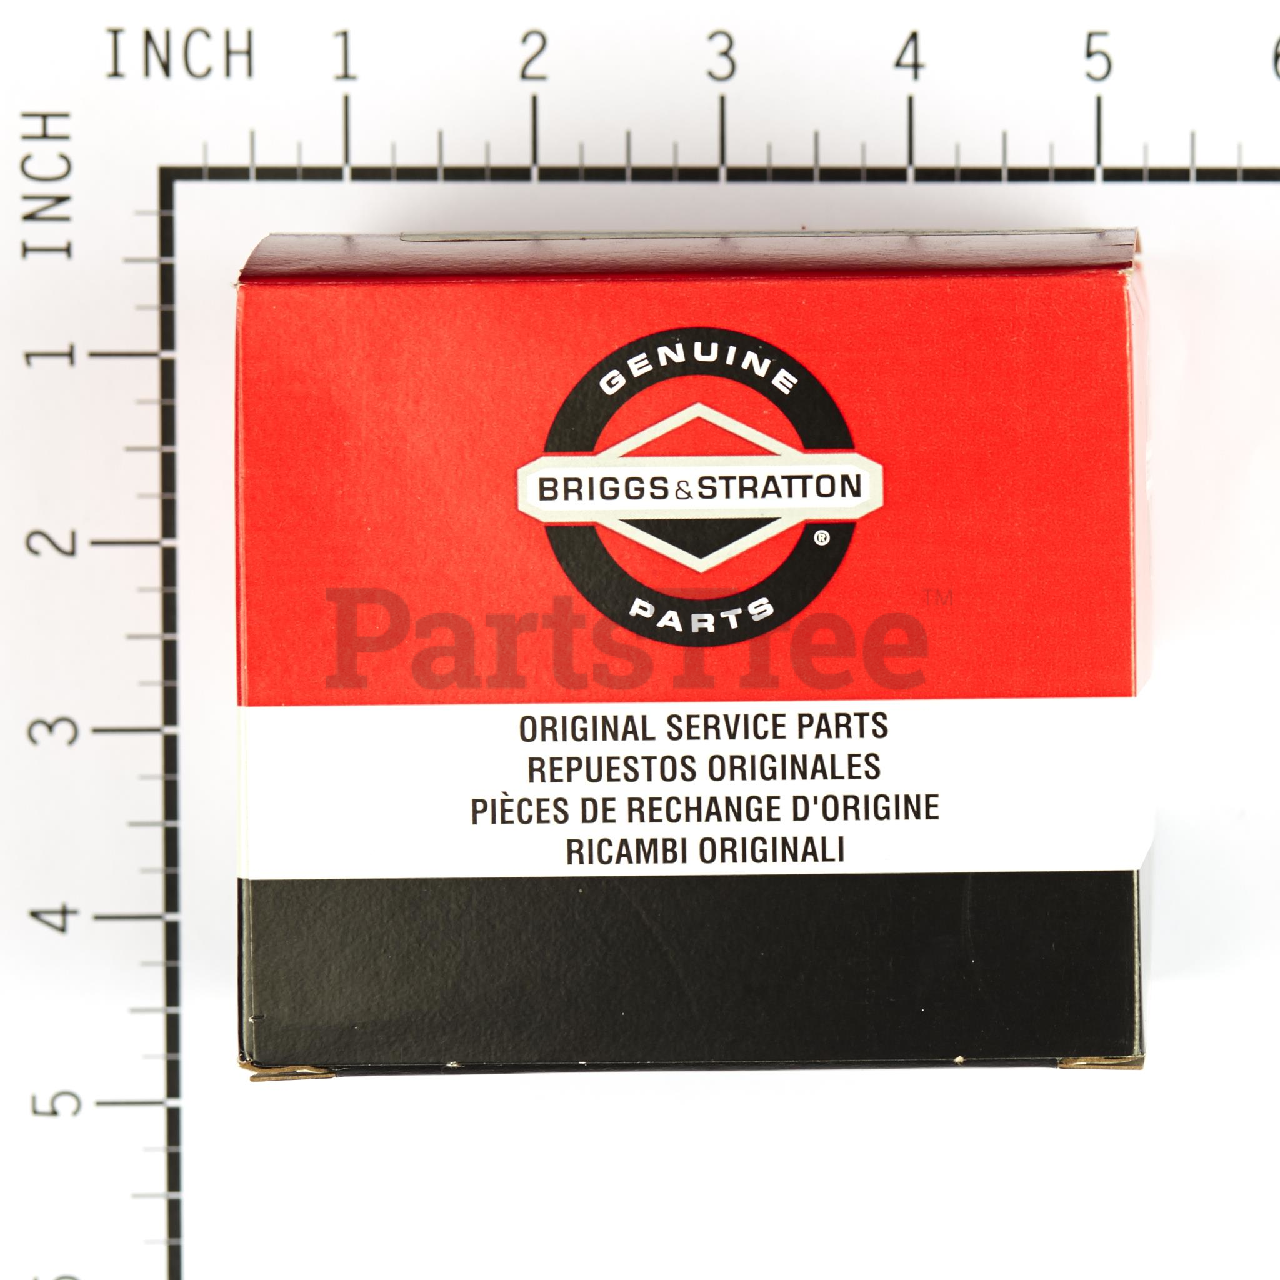 INCH 1 2 3 4 5 6
INCH
1
2
3
4
5
GENUINE
BRIGGS & STRATTON
®
PARTS
PartsTree™
ORIGINAL SERVICE PARTS
REPUESTOS ORIGINALES
PIÈCES DE RECHANGE D'ORIGINE
RICAMBI ORIGINALI